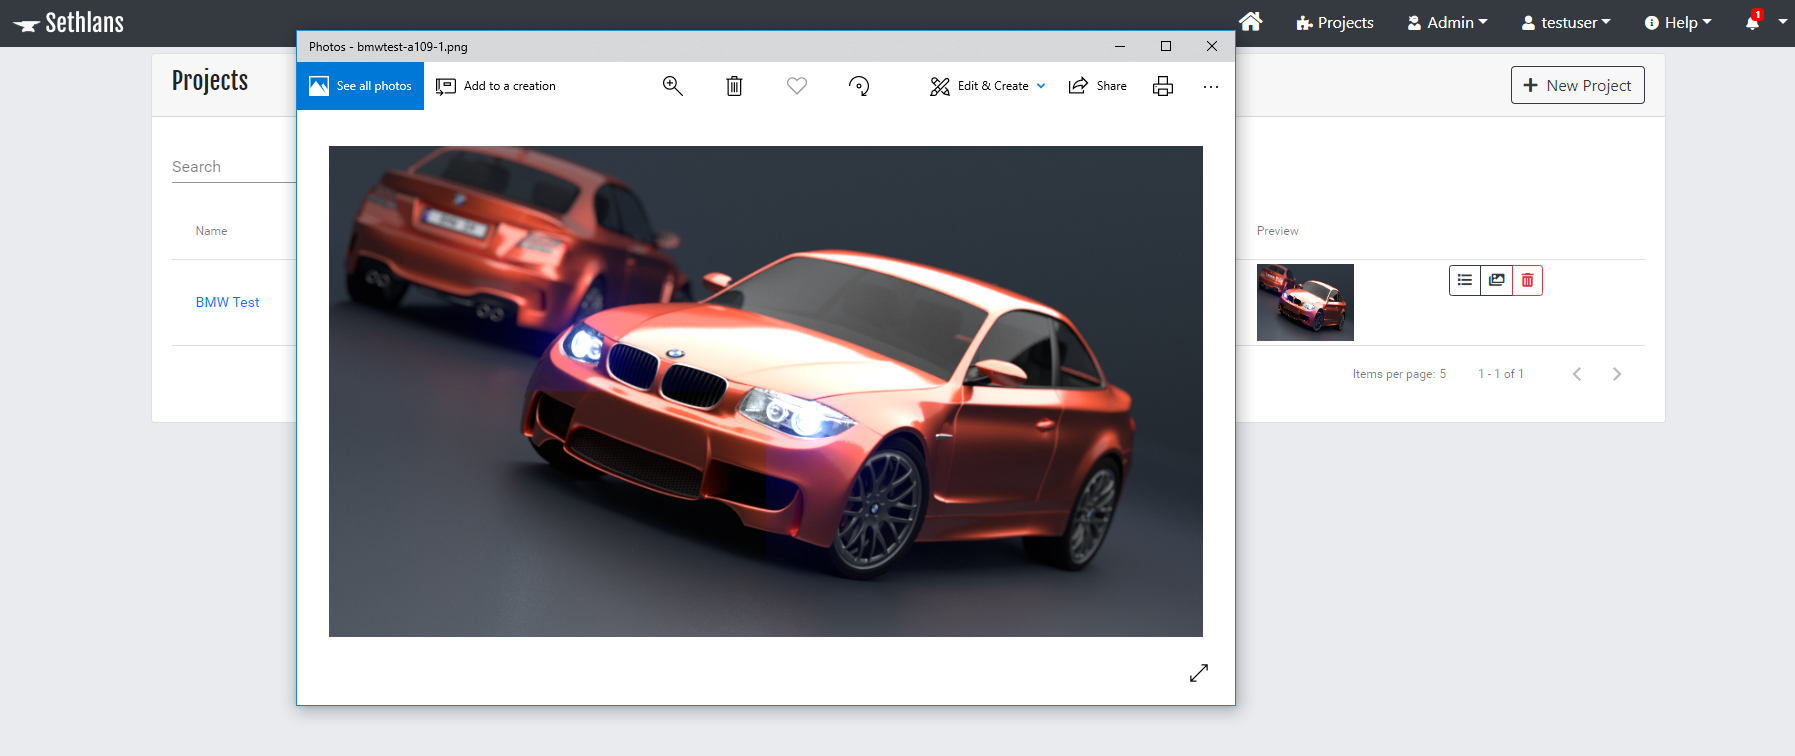 Sethlans
Projects
Admin
testuser
Help
1
Photos - bmwtest-a109-1.png
See all photos
Add to a creation
Edit & Create
Share
Projects
New Project
Search
Name
Preview
BMW Test
Items per page: 5
1 - 1 of 1